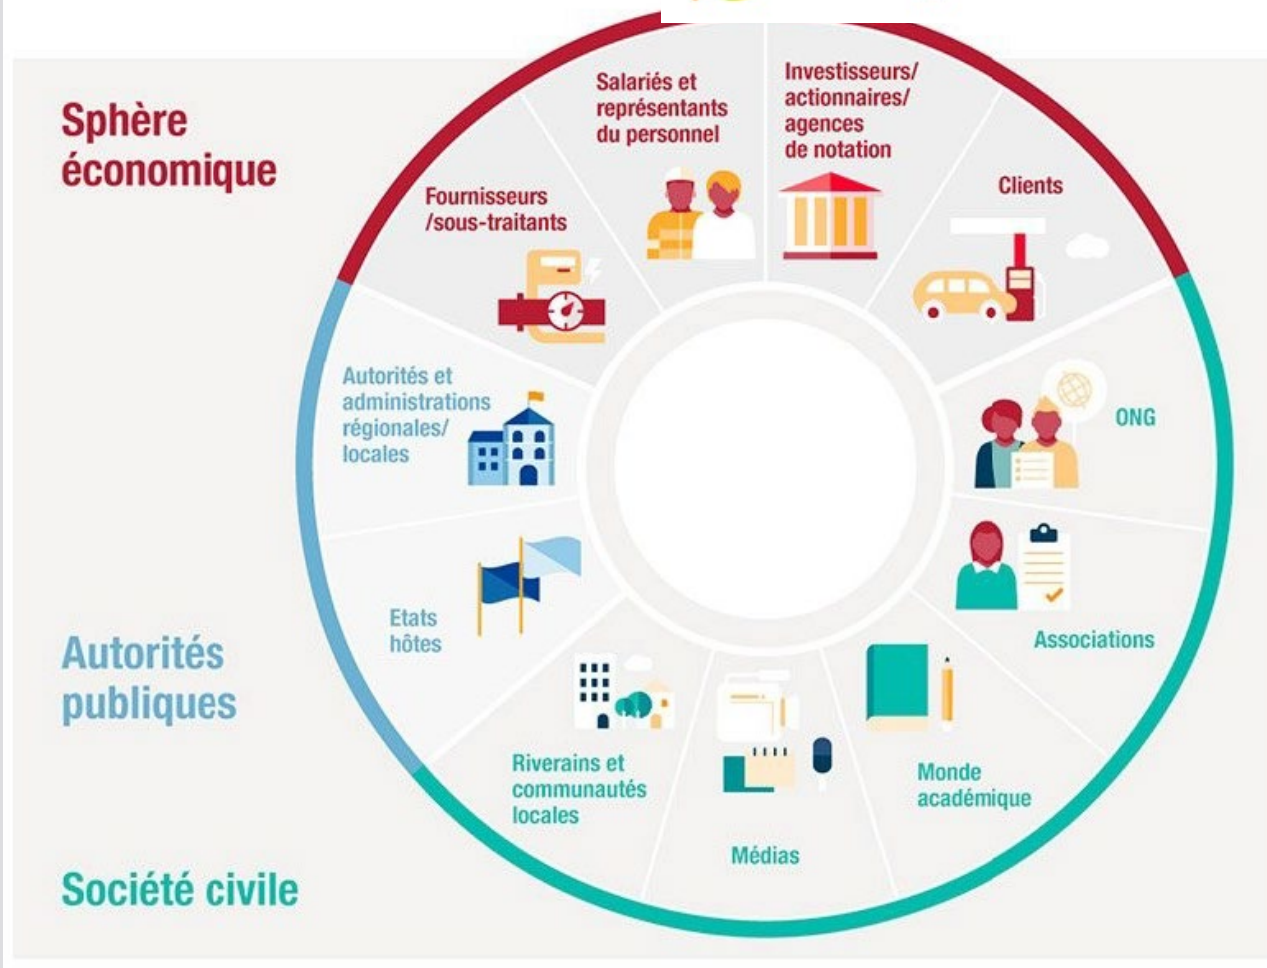 Sphère
économique
Fournisseurs
/sous-traitants
Salariés et
représentants
du personnel
Investisseurs/
actionnaires/
agences
de notation
Clients
Autorités et
administrations
régionales/
locales
ONG
Etats
hôtes
Associations
Autorités
publiques
Riverains et
communautés
locales
Médias
Monde
académique
Société civile